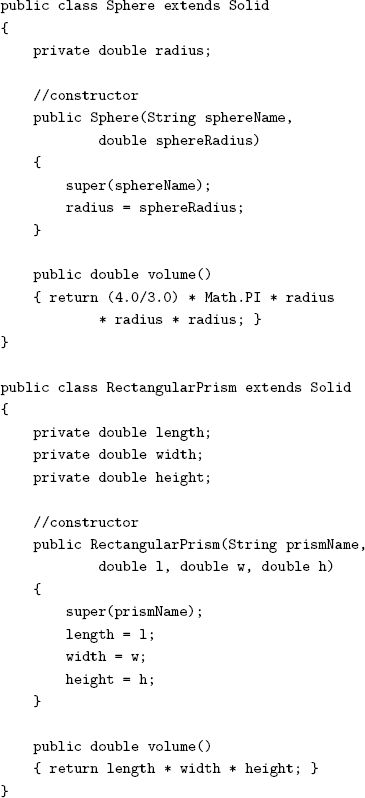 public class Sphere extends Solid
{
    private double radius;

    //constructor
    public Sphere(String sphereName,
            double sphereRadius)
    {
        super(sphereName);
        radius = sphereRadius;
    }

    public double volume()
    { return (4.0/3.0) * Math.PI * radius
            * radius * radius; }
}

public class RectangularPrism extends Solid
{
    private double length;
    private double width;
    private double height;

    //constructor
    public RectangularPrism(String prismName,
            double l, double w, double h)
    {
        super(prismName);
        length = l;
        width = w;
        height = h;
    }

    public double volume()
    { return length * width * height; }
}